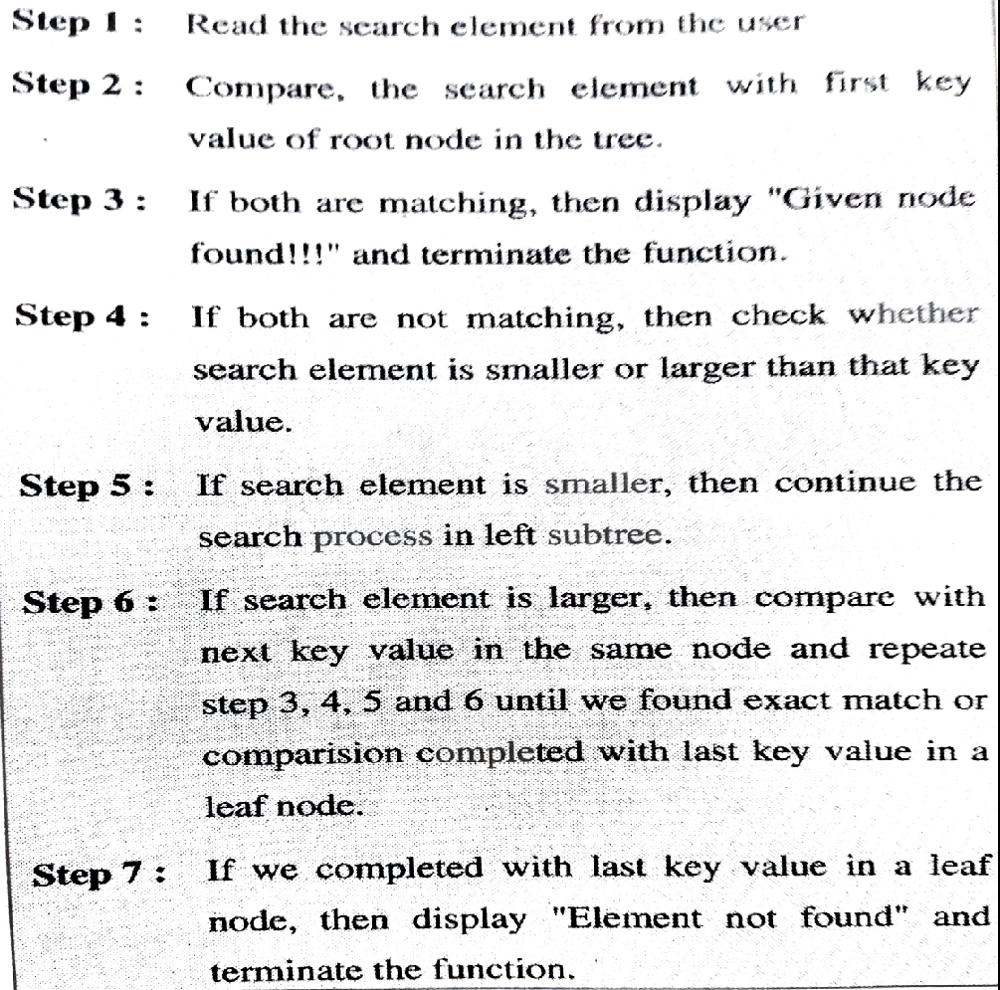 Step 1 : Read the search element from the user
Step 2 : Compare, the search element with first key
value of root node in the tree.
Step 3 : If both are matching, then display "Given node
found!!!" and terminate the function.
Step 4 : If both are not matching, then check whether
search element is smaller or larger than that key
value.
Step 5 : If search element is smaller, then continue the
search process in left subtree.
Step 6 : If search element is larger, then compare with
next key value in the same node and repeate
step 3, 4, 5 and 6 until we found exact match or
comparision completed with last key value in a
leaf node.
Step 7 : If we completed with last key value in a leaf
node, then display "Element not found" and
terminate the function.